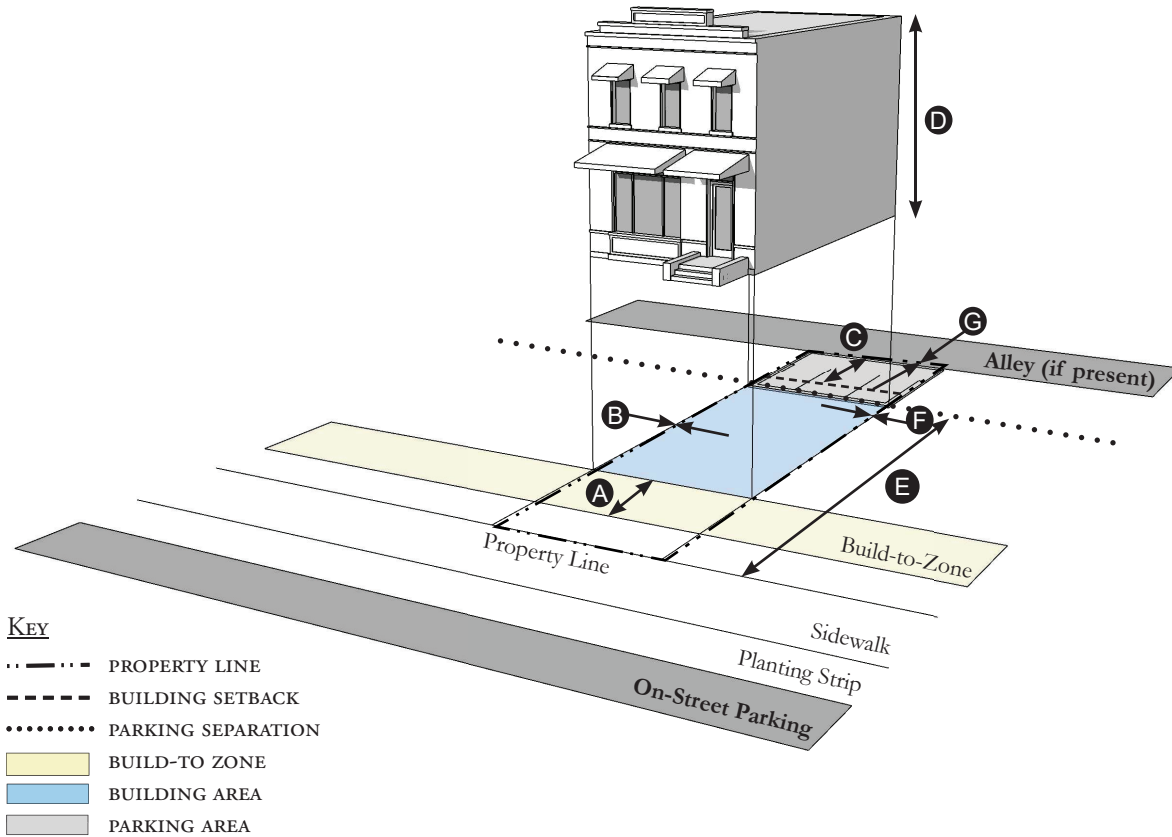 D
C
G
Alley (if present)
B
F
A
E
Property Line
Build-to-Zone
Sidewalk
Planting Strip
On-Street Parking
KEY
PROPERTY LINE
BUILDING SETBACK
PARKING SEPARATION
BUILD-TO ZONE
BUILDING AREA
PARKING AREA